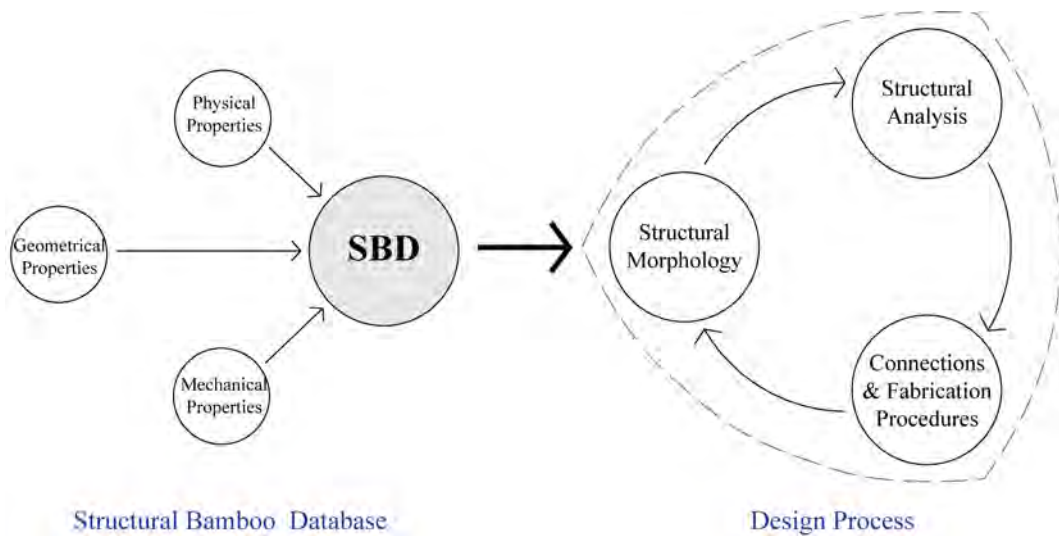 Physical
Properties
Geometrical
Properties
Mechanical
Properties
SBD
Structural
Morphology
Structural
Analysis
Connections
& Fabrication
Procedures
Structural Bamboo Database
Design Process